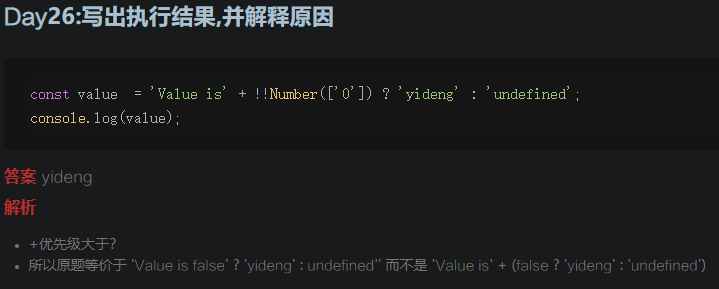 Day26:写出执行结果,并解释原因
const value  = 'Value is' + !!Number(['0']) ? 'yideng' : 'undefined';
console.log(value);
答案 yideng
解析
+优先级大于?
所以原题等价于 'Value is false' ? 'yideng' : undefined'' 而不是 'Value is' + (false ? 'yideng' : 'undefined')